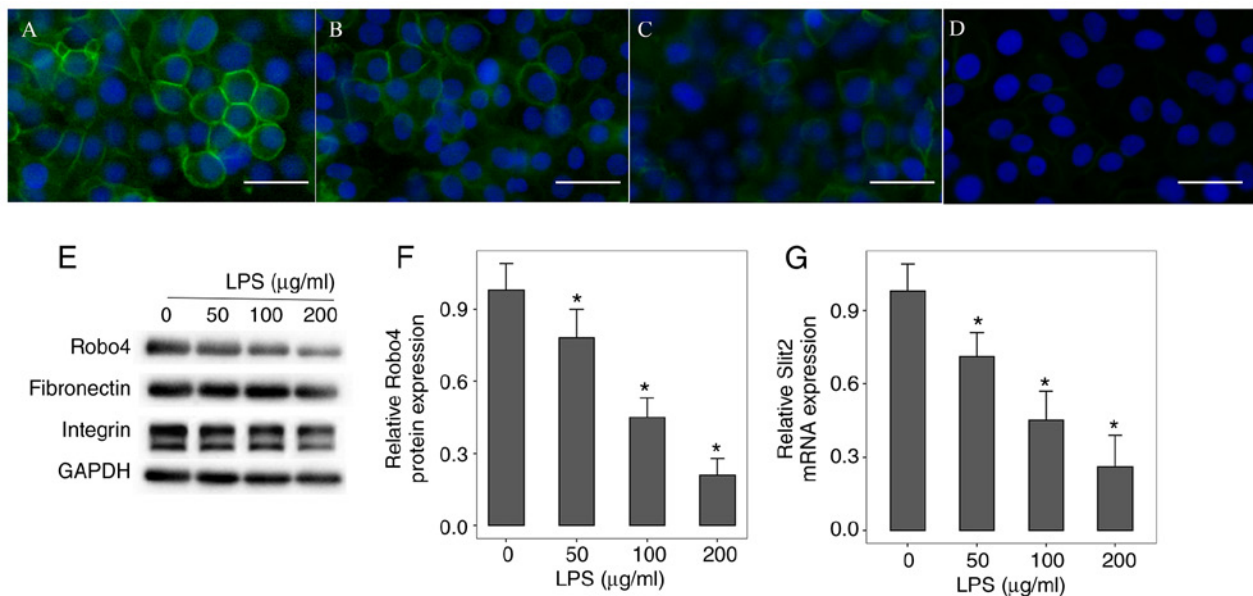 A
B
C
D
E
LPS (µg/ml)
0 50 100 200
Robo4
Fibronectin
Integrin
GAPDH
F
Relative Robo4
protein expression
0.9
0.6
0.3
0.0
*
*
*
0 50 100 200
LPS (µg/ml)
G
Relative Slit2
mRNA expression
0.9
0.6
0.3
0.0
*
*
*
0 50 100 200
LPS (µg/ml)